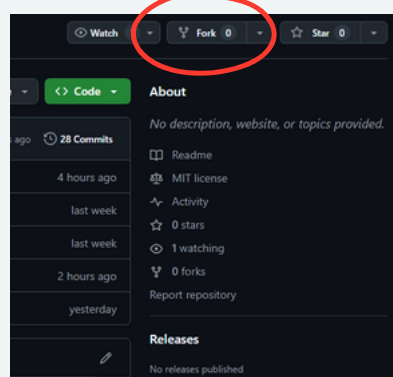 Watch Fork 0 Star 0
Code About
No description, website, or topics provided.
ago 28 Commits
Readme
4 hours ago MIT license
Activity
last week
0 stars
last week 1 watching
2 hours ago 0 forks
Report repository
yesterday
Releases
No releases published